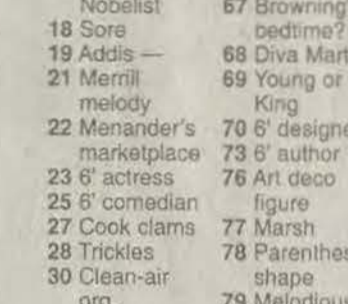 Nobelist
18 Sore
19 Addis —
21 Merrill
melody
22 Menander's
marketplace
23 6' actress
25 6' comedian
27 Cook clams
28 Trickles
30 Clean-air
org.
67 Browning
bedtime?
68 Diva Mart
69 Young or
King
70 6' designe
73 6' author
76 Art deco
figure
77 Marsh
78 Parenthes
shape
79 Melodious